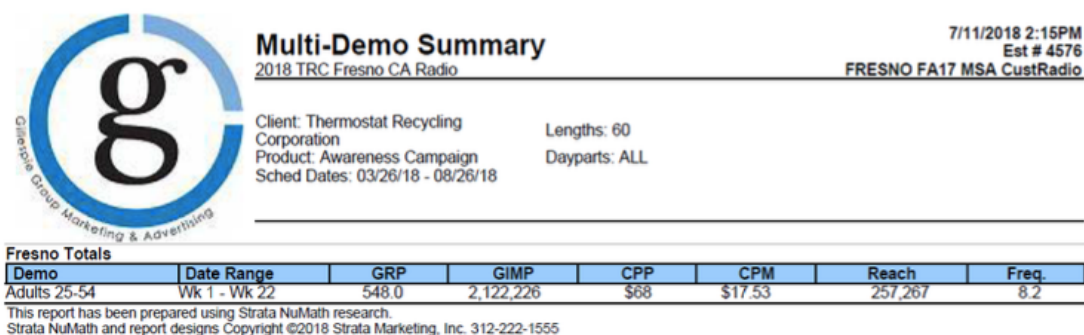 g
Gillespie Group Marketing & Advertising
Multi-Demo Summary
2018 TRC Fresno CA Radio
7/11/2018 2:15PM
Est # 4576
FRESNO FA17 MSA CustRadio
Client: Thermostat Recycling
Corporation
Product: Awareness Campaign
Sched Dates: 03/26/18 - 08/26/18
Lengths: 60
Dayparts: ALL
Fresno Totals
Demo Date Range GRP GIMP CPP CPM Reach Freq.
Adults 25-54 Wk 1 - Wk 22 548.0 2,122,226 $68 $17.53 257,267 8.2
This report has been prepared using Strata NuMath research.
Strata NuMath and report designs Copyright ©2018 Strata Marketing, Inc. 312-222-1555